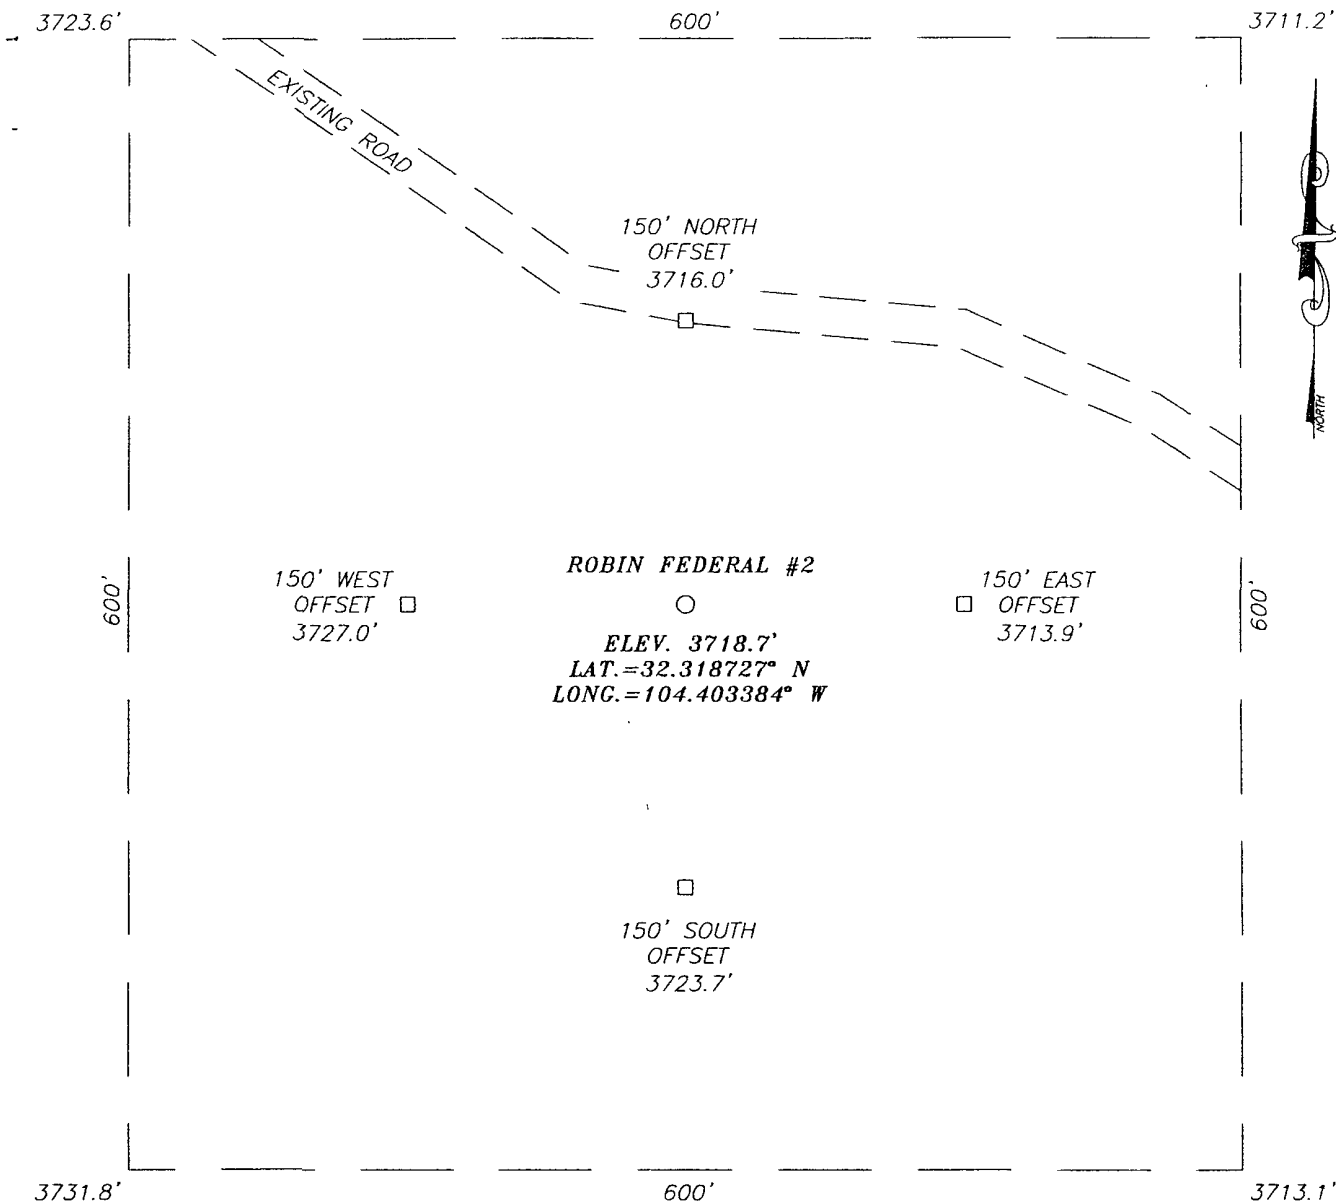 3723.6'
600'
3711.2'
EXISTING ROAD
150' NORTH
OFFSET
3716.0'
NORTH
600'
150' WEST
OFFSET
3727.0'
ROBIN FEDERAL #2
ELEV. 3718.7'
LAT.=32.318727° N
LONG.=104.403384° W
150' EAST
OFFSET
3713.9'
600'
150' SOUTH
OFFSET
3723.7'
3731.8'
600'
3713.1'